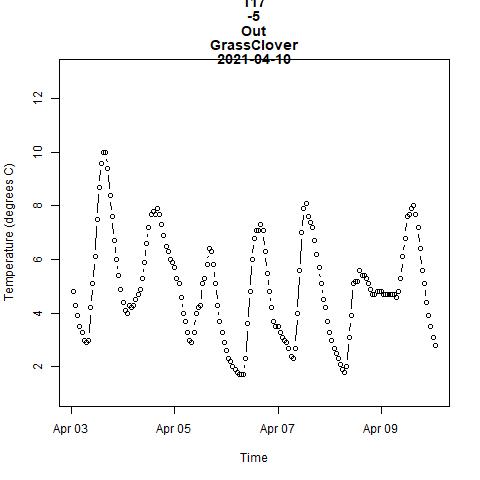 117
-5
Out
GrassClover
2021-04-10
12
10
8
6
4
2
Temperature (degrees C)
Apr 03
Apr 05
Apr 07
Apr 09
Time